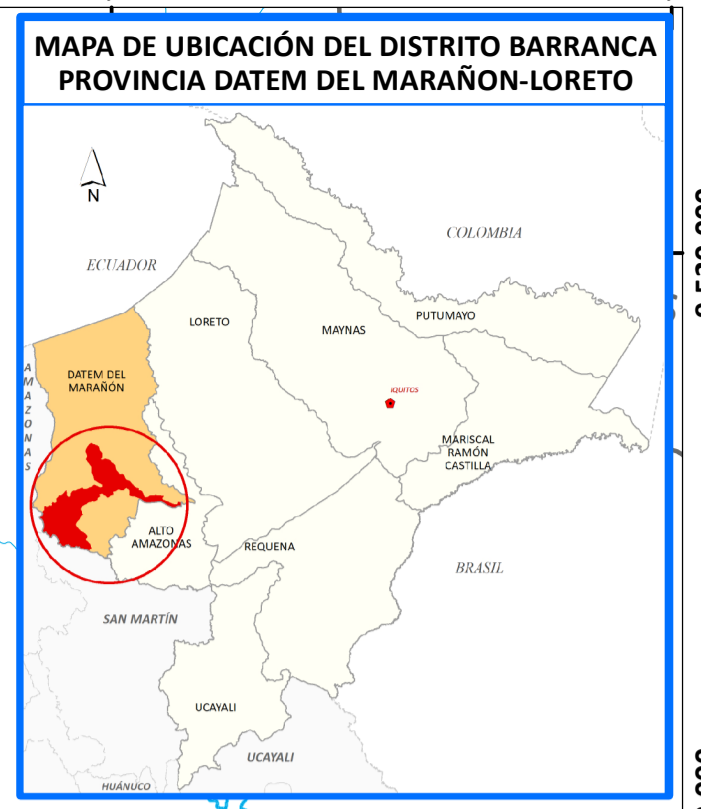 MAPA DE UBICACIÓN DEL DISTRITO BARRANCA
PROVINCIA DATEM DEL MARAÑON-LORETO
N
COLOMBIA
ECUADOR
PUTUMAYO
LORETO
MAYNAS
AMAZONAS
DATEM DEL
MARAÑÓN
IQUITOS
MARISCAL
RAMÓN
CASTILLA
ALTO
AMAZONAS
REQUENA
BRASIL
SAN MARTÍN
UCAYALI
UCAYALI
HUÁNUCO